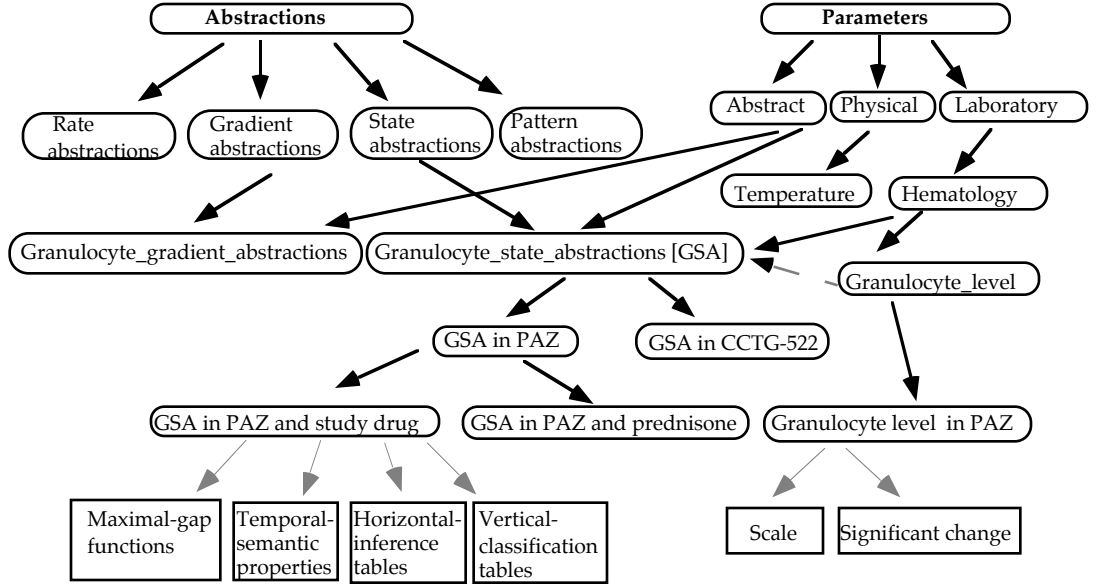 Abstractions
Parameters
Rate
abstractions
Gradient
abstractions
State
abstractions
Pattern
abstractions
Abstract
Physical
Laboratory
Temperature
Hematology
Granulocyte_gradient_abstractions
Granulocyte_state_abstractions [GSA]
Granulocyte_level
GSA in PAZ
GSA in CCTG-522
GSA in PAZ and study drug
GSA in PAZ and prednisone
Granulocyte level in PAZ
Maximal-gap
functions
Temporal-
semantic
properties
Horizontal-
inference
tables
Vertical-
classification
tables
Scale
Significant change